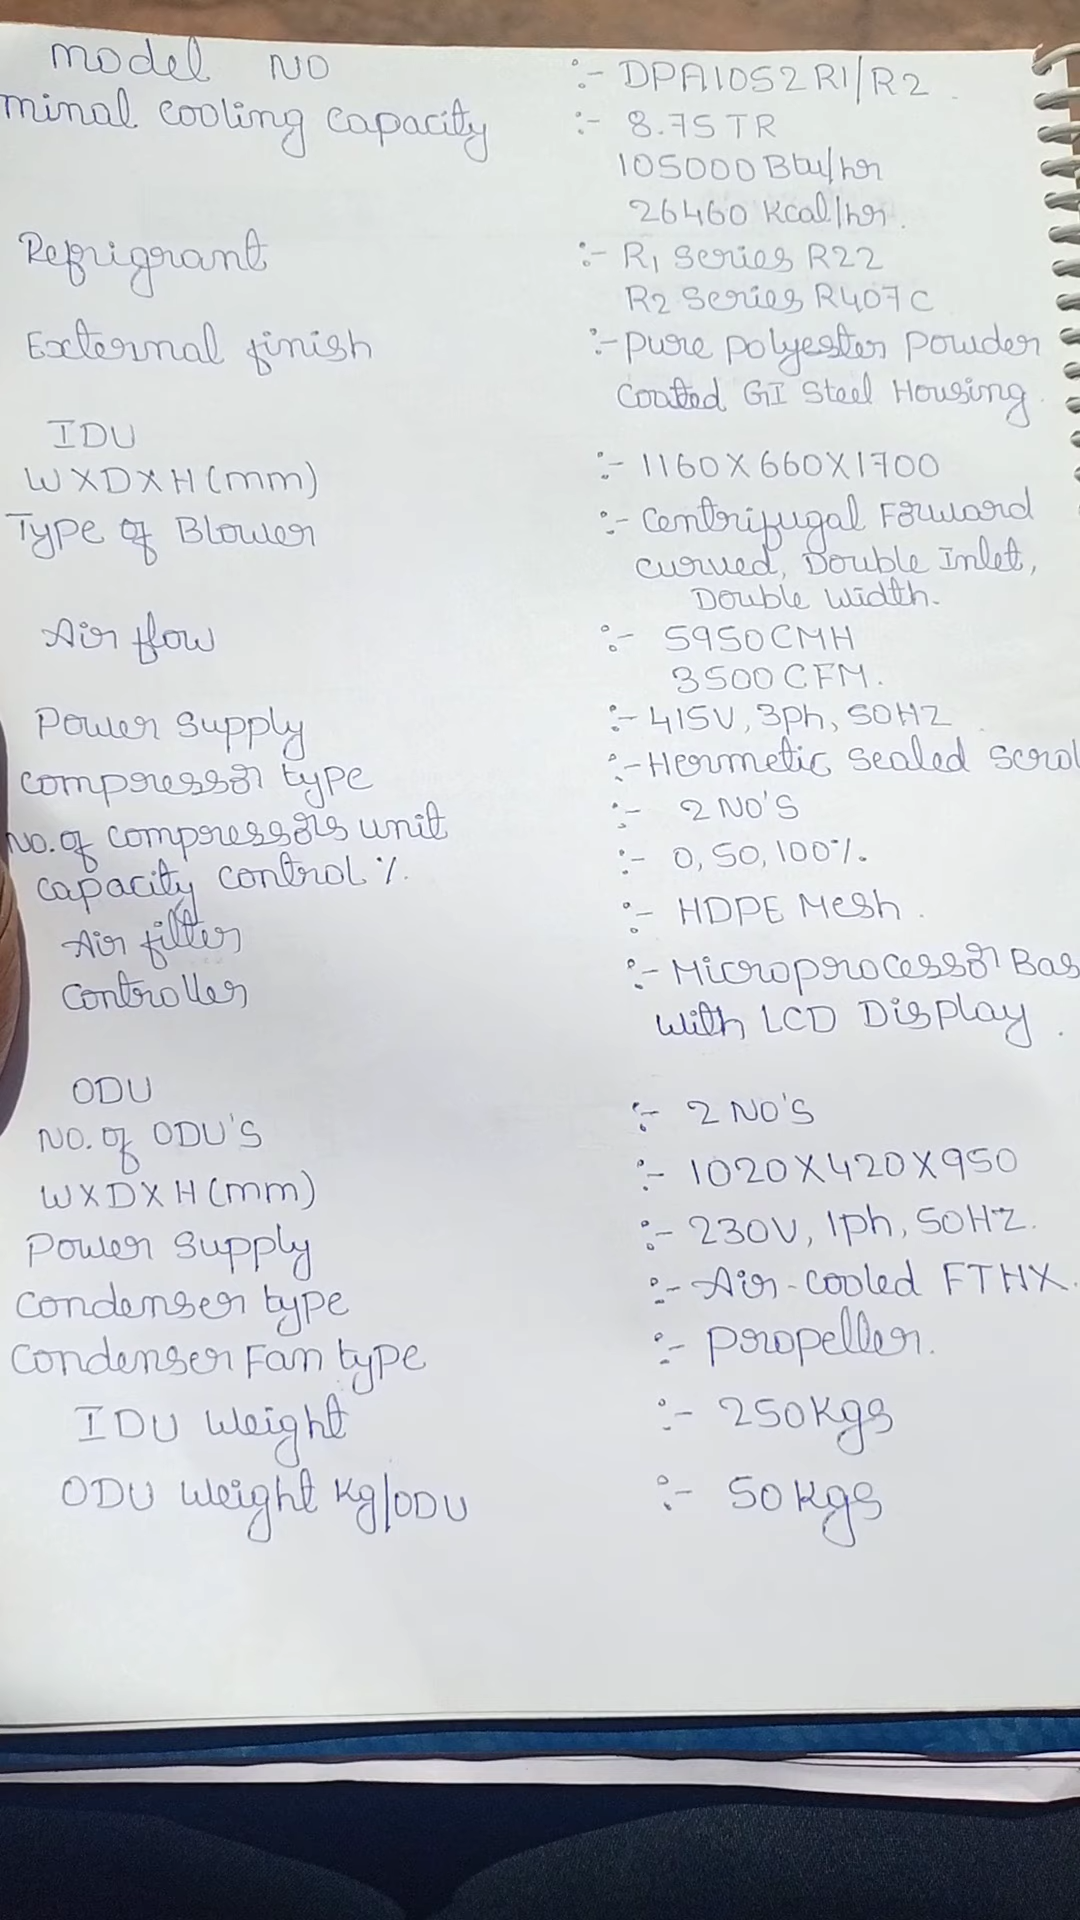 model NO :- DPA1052R1/R2
minal cooling capacity :- 8.75 TR
105000 Btu/hr
26460 Kcal/hr.
Refrigrant :- R1 series R22
R2 series R407C
External finish :- pure polyester powder
coated GI steel Housing.
IDU
WXDXH(mm) :- 1160X660X1700
Type of Blower :- Centrifugal Forward
curved, Double Inlet,
Double width.
Air flow :- 5950CMH
3500CFM.
Power supply :- 415V, 3ph, 50HZ
compressor type :- Hermetic sealed scrol
No. of compressors unit :- 2 NO'S
capacity control % :- 0, 50, 100%.
Air filter :- HDPE Mesh.
controller :- Microprocessor Bas
with LCD Display.
ODU
NO. of ODU'S :- 2 NO'S
WXDXH(mm) :- 1020X420X950
Power supply :- 230V, 1ph, 50HZ.
condenser type :- Air-cooled FTHX.
condenser Fan type :- propeller.
IDU Weight :- 250kgs
ODU weight kg/ODU :- 50kgs